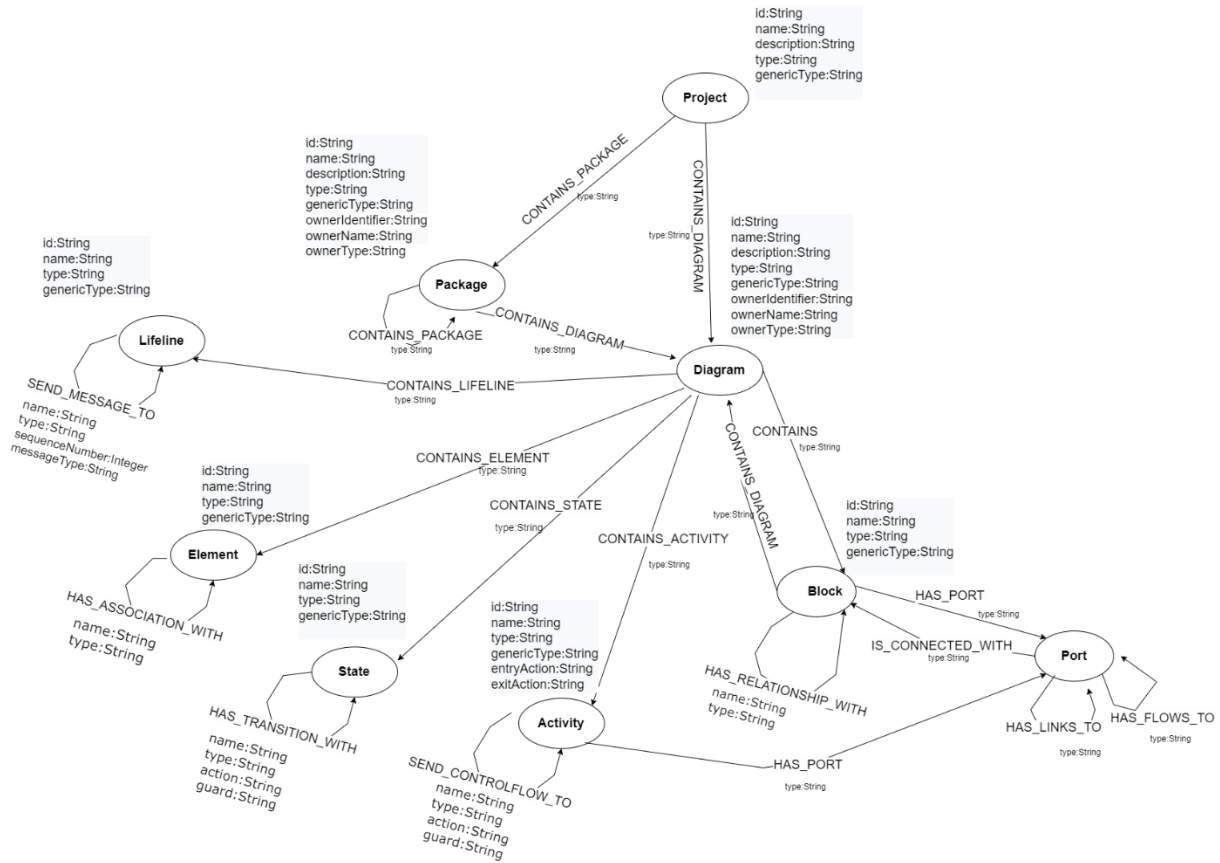 id:String
name:String
description:String
type:String
genericType:String
Project
CONTAINS_PACKAGE
type:String
CONTAINS_DIAGRAM
type:String
id:String
name:String
description:String
type:String
genericType:String
ownerIdentifier:String
ownerName:String
ownerType:String
Package
CONTAINS_PACKAGE
type:String
CONTAINS_DIAGRAM
type:String
id:String
name:String
description:String
type:String
genericType:String
ownerIdentifier:String
ownerName:String
ownerType:String
Diagram
id:String
name:String
type:String
genericType:String
Lifeline
SEND_MESSAGE_TO
name:String
type:String
sequenceNumber:Integer
messageType:String
CONTAINS_LIFELINE
type:String
CONTAINS_ELEMENT
type:String
id:String
name:String
type:String
genericType:String
Element
HAS_ASSOCIATION_WITH
name:String
type:String
CONTAINS_STATE
type:String
id:String
name:String
type:String
genericType:String
State
HAS_TRANSITION_WITH
name:String
type:String
action:String
guard:String
CONTAINS_ACTIVITY
type:String
id:String
name:String
type:String
genericType:String
entryAction:String
exitAction:String
Activity
SEND_CONTROLFLOW_TO
name:String
type:String
action:String
guard:String
HAS_PORT
type:String
CONTAINS
type:String
CONTAINS_DIAGRAM
type:String
id:String
name:String
type:String
genericType:String
Block
HAS_RELATIONSHIP_WITH
name:String
type:String
HAS_PORT
type:String
IS_CONNECTED_WITH
type:String
Port
HAS_LINKS_TO
type:String
HAS_FLOWS_TO
type:String